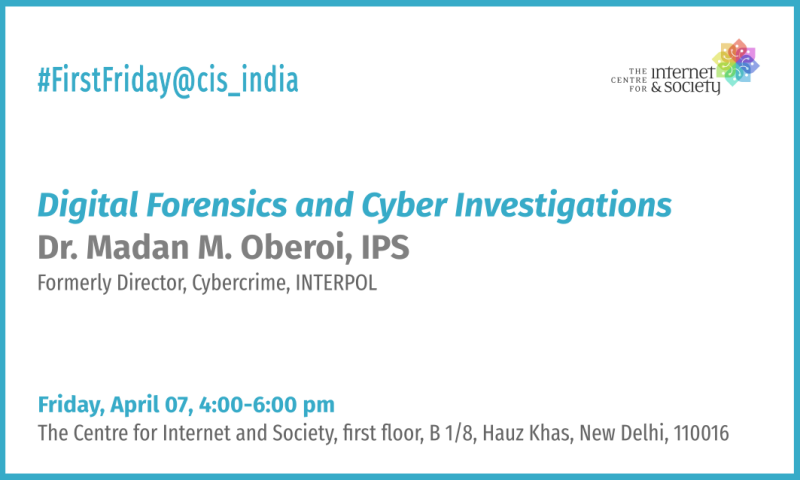 #FirstFriday@cis_india
THE
CENTRE
FOR
internet
& society
Digital Forensics and Cyber Investigations
Dr. Madan M. Oberoi, IPS
Formerly Director, Cybercrime, INTERPOL
Friday, April 07, 4:00-6:00 pm
The Centre for Internet and Society, first floor, B 1/8, Hauz Khas, New Delhi, 110016